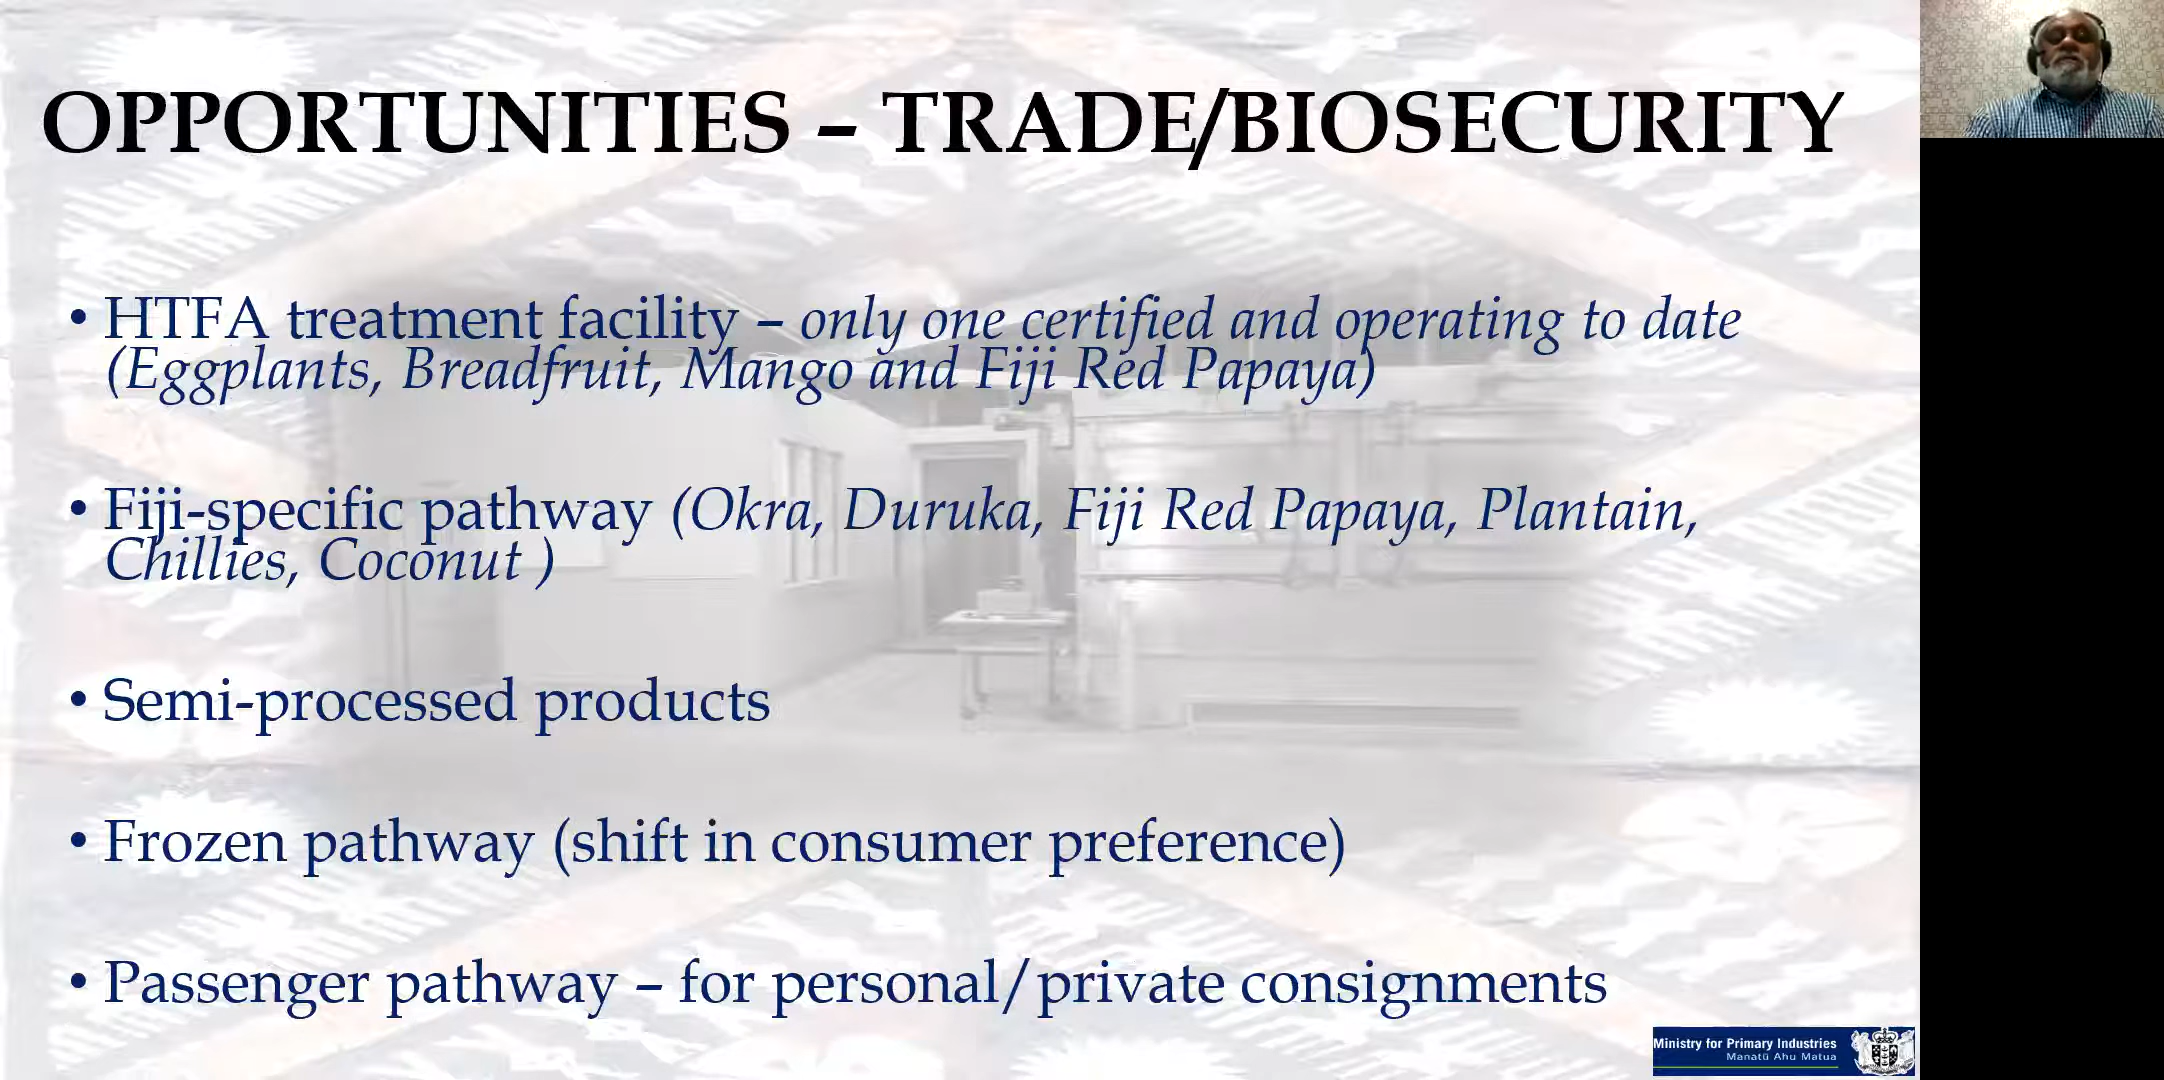 OPPORTUNITIES – TRADE/BIOSECURITY
• HTFA treatment facility – only one certified and operating to date
(Eggplants, Breadfruit, Mango and Fiji Red Papaya)
• Fiji-specific pathway (Okra, Duruka, Fiji Red Papaya, Plantain,
Chillies, Coconut )
• Semi-processed products
• Frozen pathway (shift in consumer preference)
• Passenger pathway – for personal/private consignments
Ministry for Primary Industries
Manatū Ahu Matua